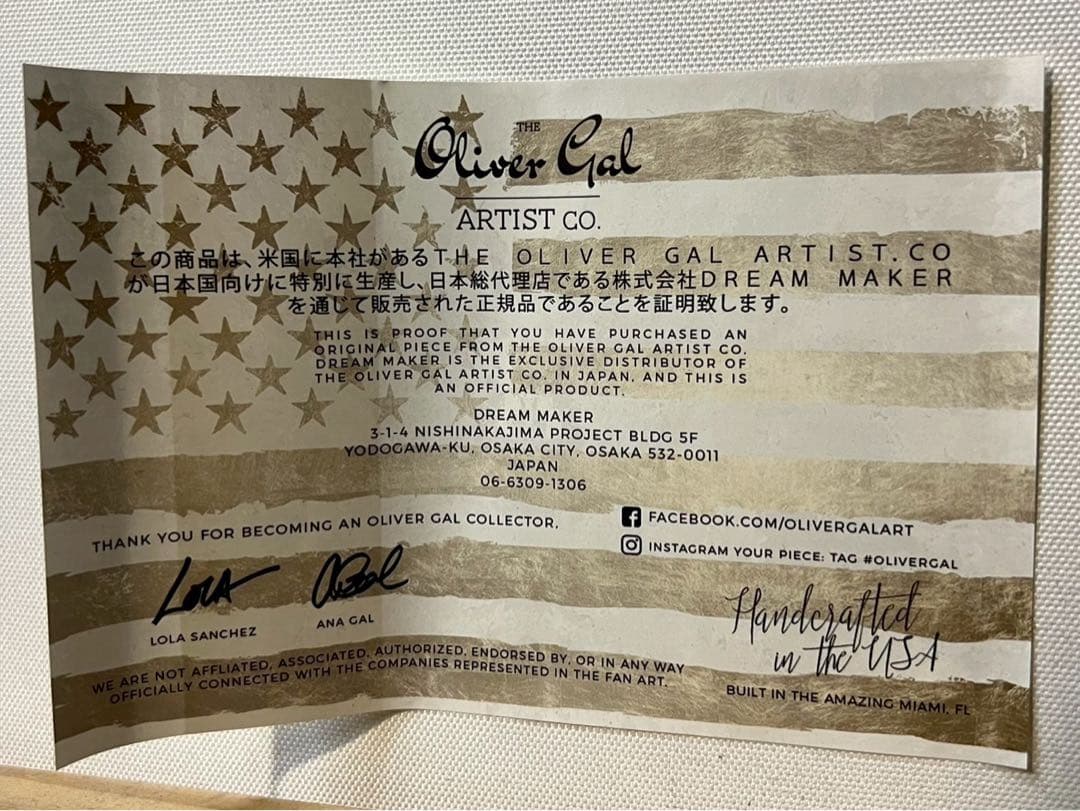 THE
Oliver Gal
ARTIST CO.
この商品は、米国に本社があるTHE OLIVER GAL ARTIST.CO
が日本国向けに特別に生産し、日本総代理店である株式会社DREAM MAKER
を通じて販売された正規品であることを証明致します。
THIS IS PROOF THAT YOU HAVE PURCHASED AN
ORIGINAL PIECE FROM THE OLIVER GAL ARTIST CO.
DREAM MAKER IS THE EXCLUSIVE DISTRIBUTOR OF
THE OLIVER GAL ARTIST CO. IN JAPAN. AND THIS IS
AN OFFICIAL PRODUCT.
DREAM MAKER
3-1-4 NISHINAKAJIMA PROJECT BLDG 5F
YODOGAWA-KU, OSAKA CITY, OSAKA 532-0011
JAPAN
06-6309-1306
THANK YOU FOR BECOMING AN OLIVER GAL COLLECTOR,
FACEBOOK.COM/OLIVERGALART
INSTAGRAM YOUR PIECE: TAG #OLIVERGAL
LOLA
LOLA SANCHEZ
ANA GAL
Handcrafted
in the USA
BUILT IN THE AMAZING MIAMI, FL
WE ARE NOT AFFLIATED, ASSOCIATED, AUTHORIZED, ENDORSED BY, OR IN ANY WAY
OFFICIALLY CONNECTED WITH THE COMPANIES REPRESENTED IN THE FAN ART.